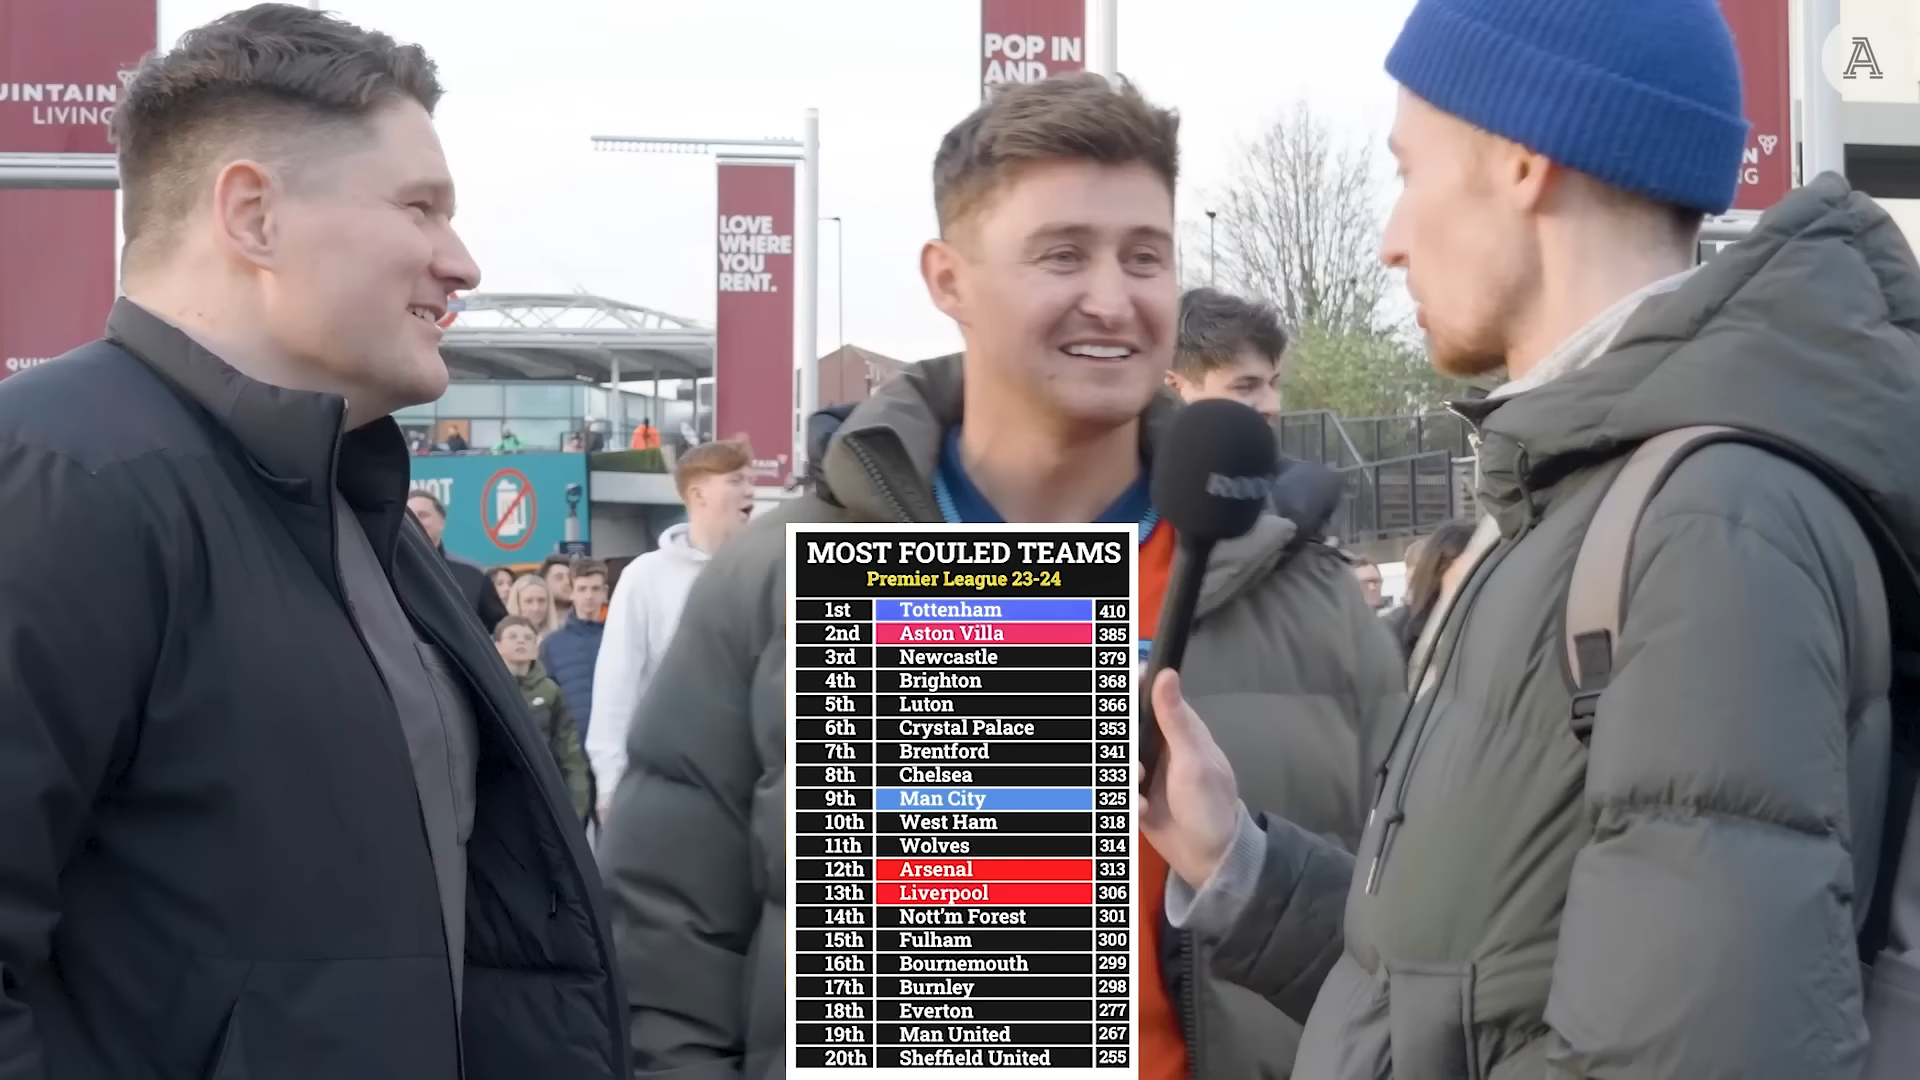 UINTAIN
LIVING
QUIN
LOVE
WHERE
YOU
RENT.
POP IN
AND
N
NG
A
NOT
TAIN
MOST FOULED TEAMS
Premier League 23-24
1st Tottenham 410
2nd Aston Villa 385
3rd Newcastle 379
4th Brighton 368
5th Luton 366
6th Crystal Palace 353
7th Brentford 341
8th Chelsea 333
9th Man City 325
10th West Ham 318
11th Wolves 314
12th Arsenal 313
13th Liverpool 306
14th Nott'm Forest 301
15th Fulham 300
16th Bournemouth 299
17th Burnley 298
18th Everton 277
19th Man United 267
20th Sheffield United 255